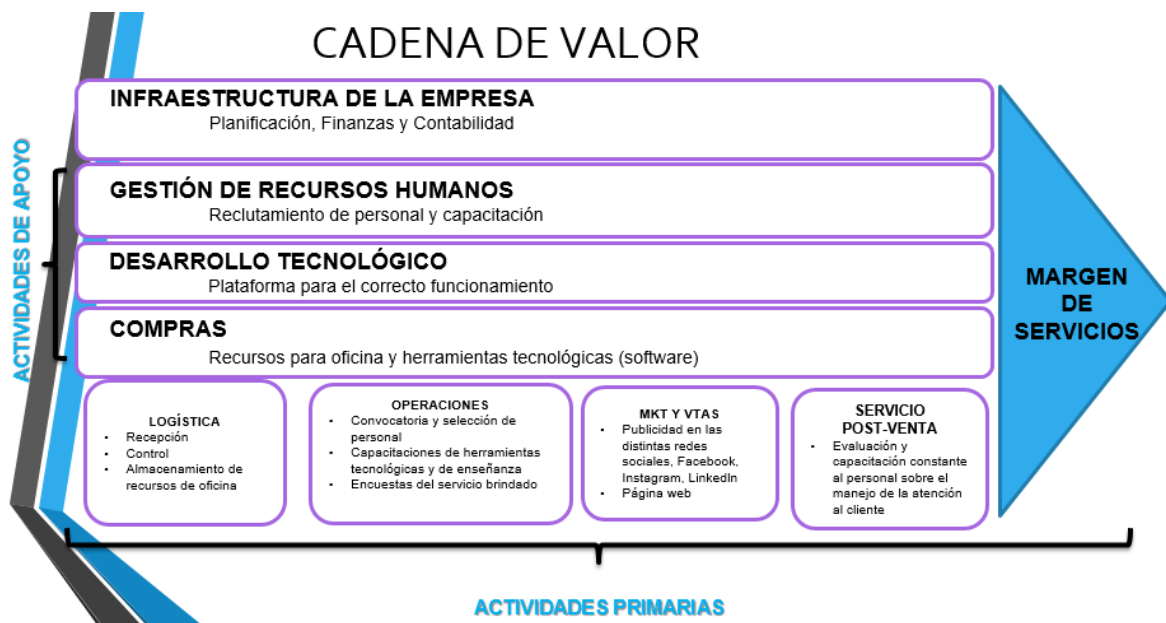 CADENA DE VALOR
INFRAESTRUCTURA DE LA EMPRESA
Planificación, Finanzas y Contabilidad
ACTIVIDADES DE APOYO
GESTIÓN DE RECURSOS HUMANOS
Reclutamiento de personal y capacitación
DESARROLLO TECNOLÓGICO
Plataforma para el correcto funcionamiento
COMPRAS
Recursos para oficina y herramientas tecnológicas (software)
MARGEN
DE
SERVICIOS
LOGÍSTICA
• Recepción
• Control
• Almacenamiento de
recursos de oficina
OPERACIONES
• Convocatoria y selección de
personal
• Capacitaciones de herramientas
tecnológicas y de enseñanza
• Encuestas del servicio brindado
MKT Y VTAS
• Publicidad en las
distintas redes
sociales, Facebook,
Instagram, LinkedIn
• Página web
SERVICIO
POST-VENTA
• Evaluación y
capacitación constante
al personal sobre el
manejo de la atención
al cliente
ACTIVIDADES PRIMARIAS